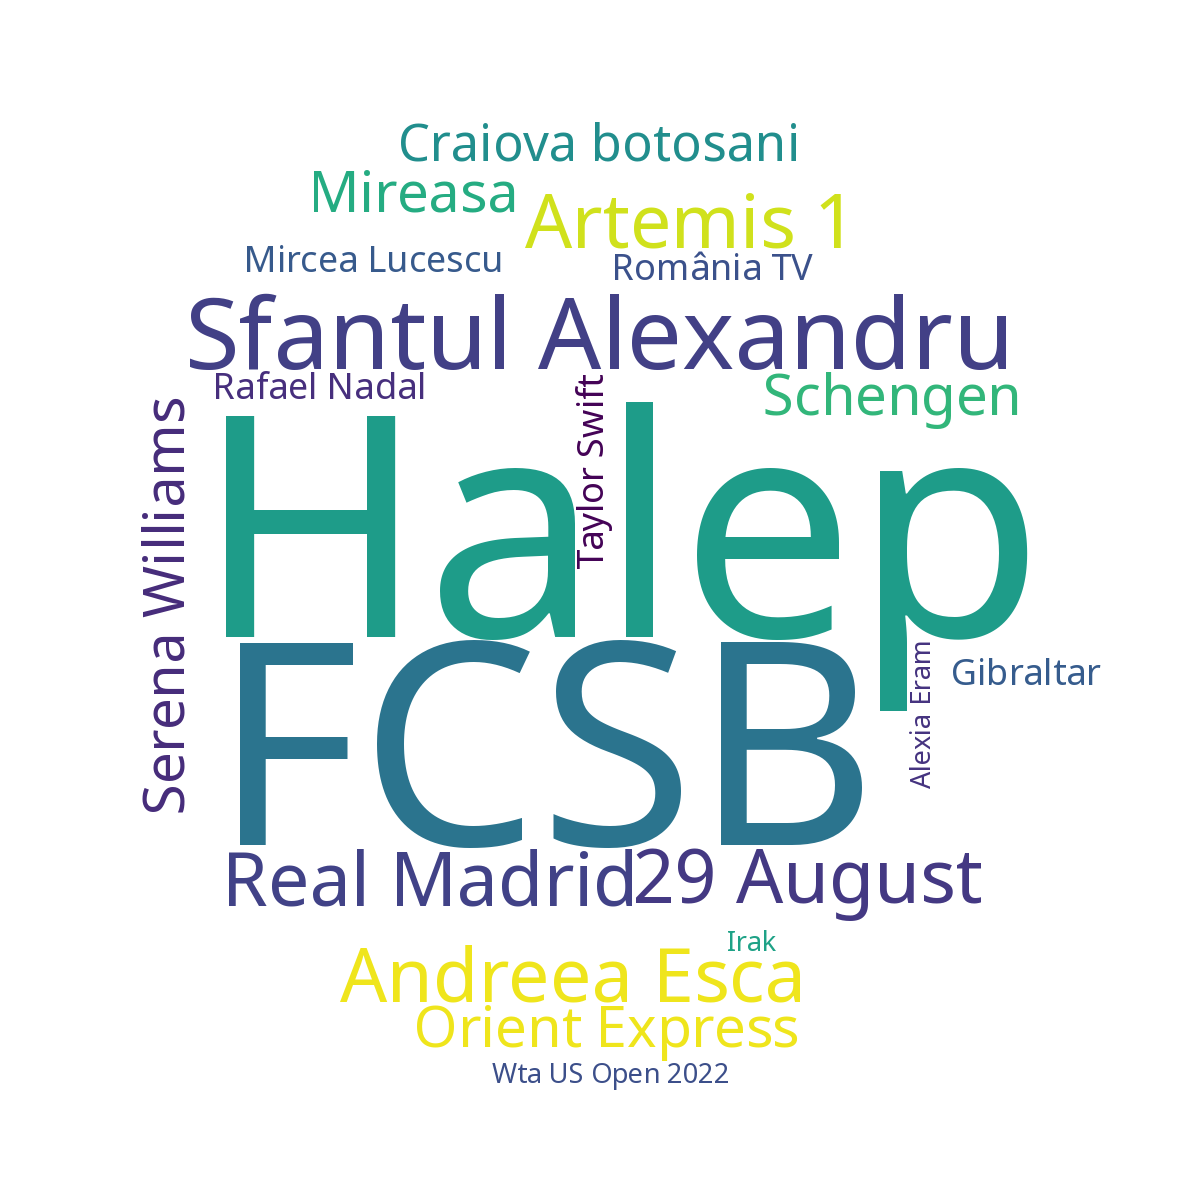 Craiova botosani
Mireasa
Artemis 1
Mircea Lucescu
România TV
Sfantul Alexandru
Rafael Nadal
Taylor Swift
Schengen
Serena Williams
Halep
FCSB
Alexia Eram
Gibraltar
Real Madrid
29 August
Irak
Andreea Esca
Orient Express
Wta US Open 2022